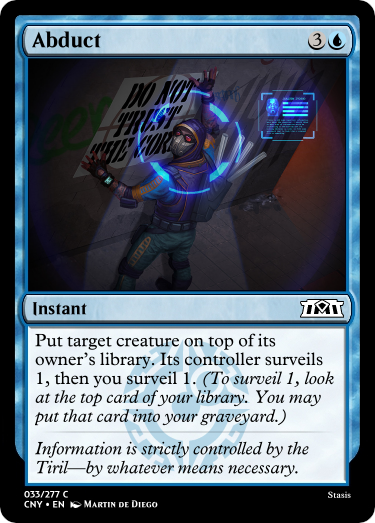 Abduct 3
DO NOT
TRUST
THE COR
Instant
Put target creature on top of its
owner's library. Its controller surveils
1, then you surveil 1. (To surveil 1, look
at the top card of your library. You may
put that card into your graveyard.)
Information is strictly controlled by the
Tiril—by whatever means necessary.
033/277 C
Stasis
CNY • EN Martin de Diego